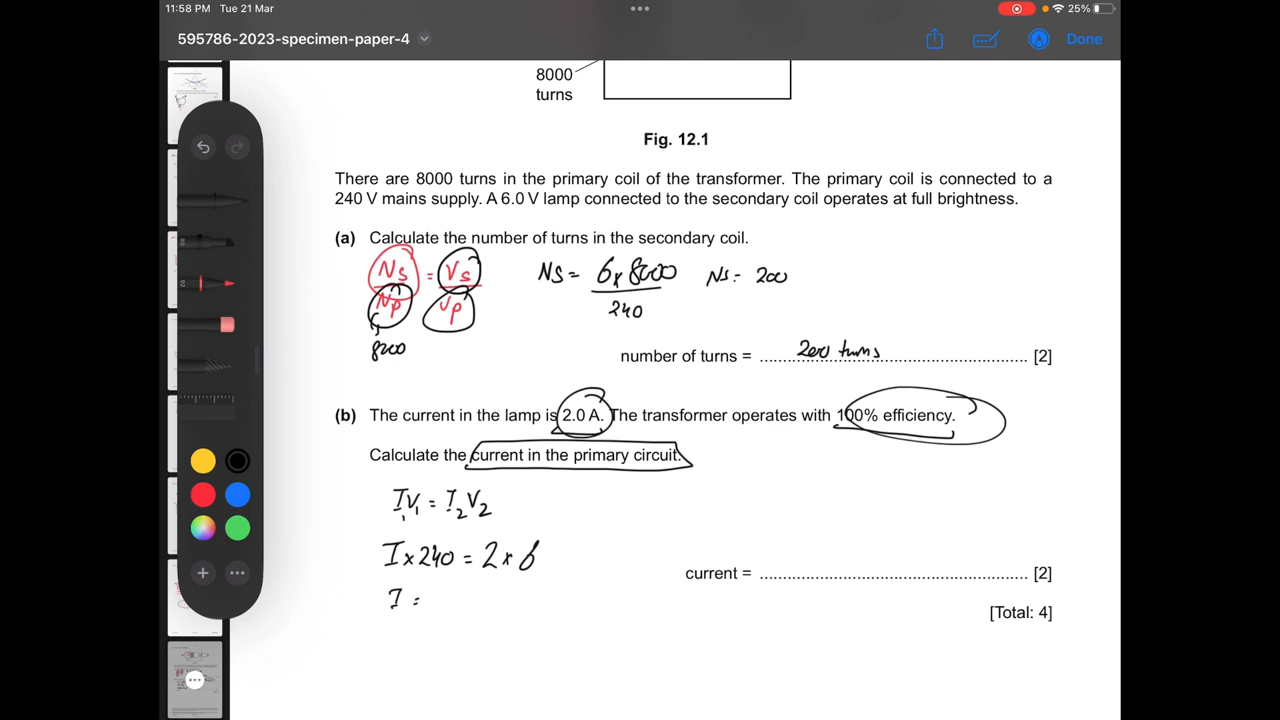 11:58 PM Tue 21 Mar
25%
595786-2023-specimen-paper-4
Done
8000
turns
Fig. 12.1
There are 8000 turns in the primary coil of the transformer. The primary coil is connected to a
240 V mains supply. A 6.0 V lamp connected to the secondary coil operates at full brightness.
(a) Calculate the number of turns in the secondary coil.
Ns = Vs
Np Vp
8000
Ns = 6 x 8000
240
Ns = 200
number of turns = 200 turns [2]
(b) The current in the lamp is 2.0 A. The transformer operates with 100% efficiency.
Calculate the current in the primary circuit.
I₁V₁ = I₂V₂
I x 240 = 2 x 6
I =
current = ........................................................ [2]
[Total: 4]